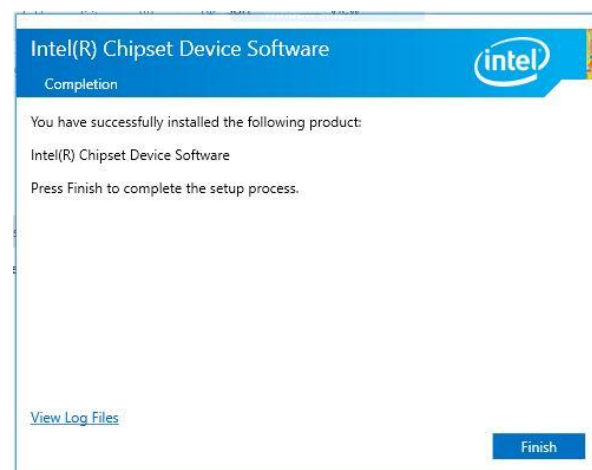 Intel(R) Chipset Device Software
intel
Completion
You have successfully installed the following product:
Intel(R) Chipset Device Software
Press Finish to complete the setup process.
View Log Files
Finish